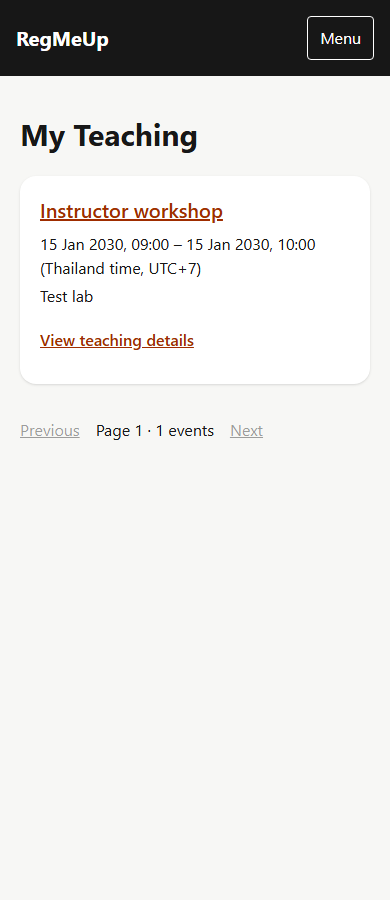 RegMeUp
Menu
My Teaching
Instructor workshop
15 Jan 2030, 09:00 – 15 Jan 2030, 10:00
(Thailand time, UTC+7)
Test lab
View teaching details
Previous Page 1 · 1 events Next